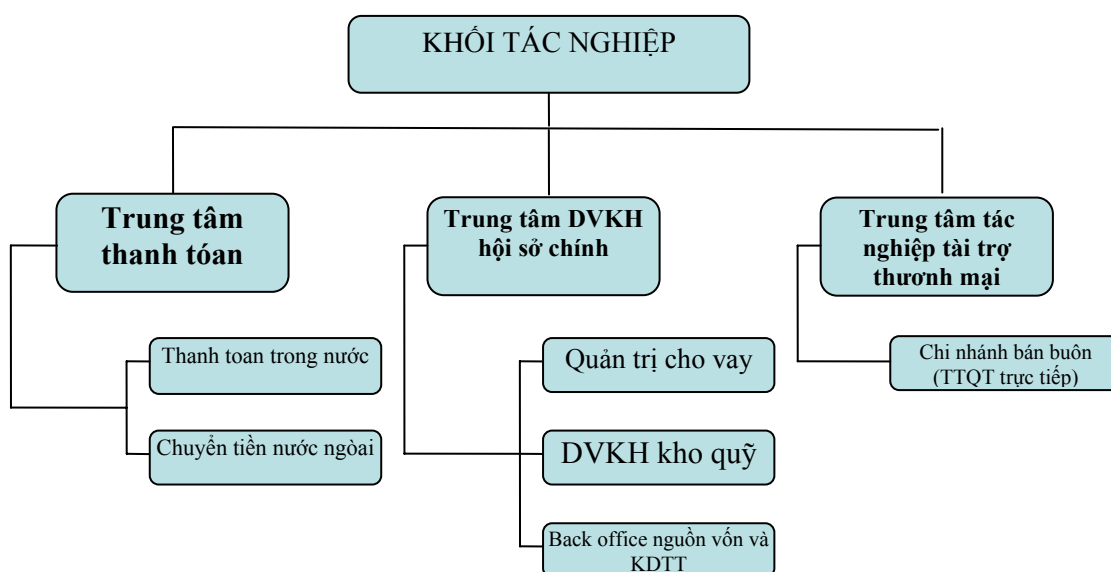 KHỐI TÁC NGHIỆP
Trung tâm
thanh tóan
Trung tâm DVKH
hội sở chính
Trung tâm tác
nghiệp tài trợ
thươnh mại
Thanh toan trong nước
Chuyển tiền nước ngòai
Quản trị cho vay
DVKH kho quỹ
Back office nguồn vốn và
KDTT
Chi nhánh bán buôn
(TTQT trực tiếp)